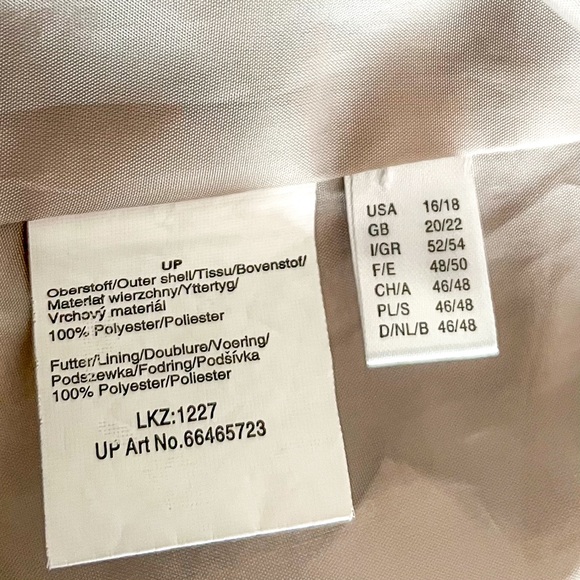 UP
Oberstoff/Outer shell/Tissu/Bovenstof/
Materiał wierzchny/Yttertyg/
Vrchový materiál
100% Polyester/Poliester
Futter/Lining/Doublure/Voering/
Podszewka/Fodring/Podšívka
100% Polyester/Poliester
LKZ:1227
UP Art No.66465723
USA 16/18
GB 20/22
I/GR 52/54
F/E 48/50
CH/A 46/48
PL/S 46/48
D/NL/B 46/48